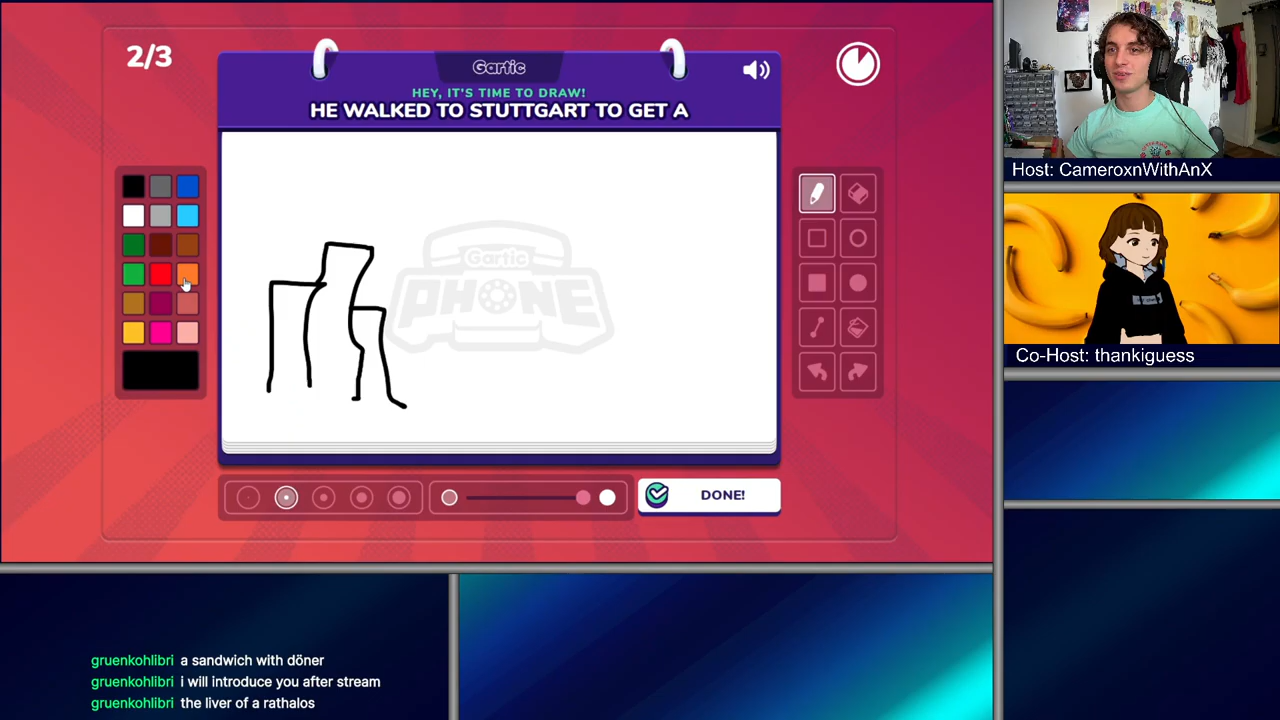 2/3
Gartic
HEY, IT'S TIME TO DRAW!
HE WALKED TO STUTTGART TO GET A
Gartic
PHONE
DONE!
Host: CameroxnWithAnX
Co-Host: thankiguess
gruenkohlibri a sandwich with döner
gruenkohlibri i will introduce you after stream
gruenkohlibri the liver of a rathalos